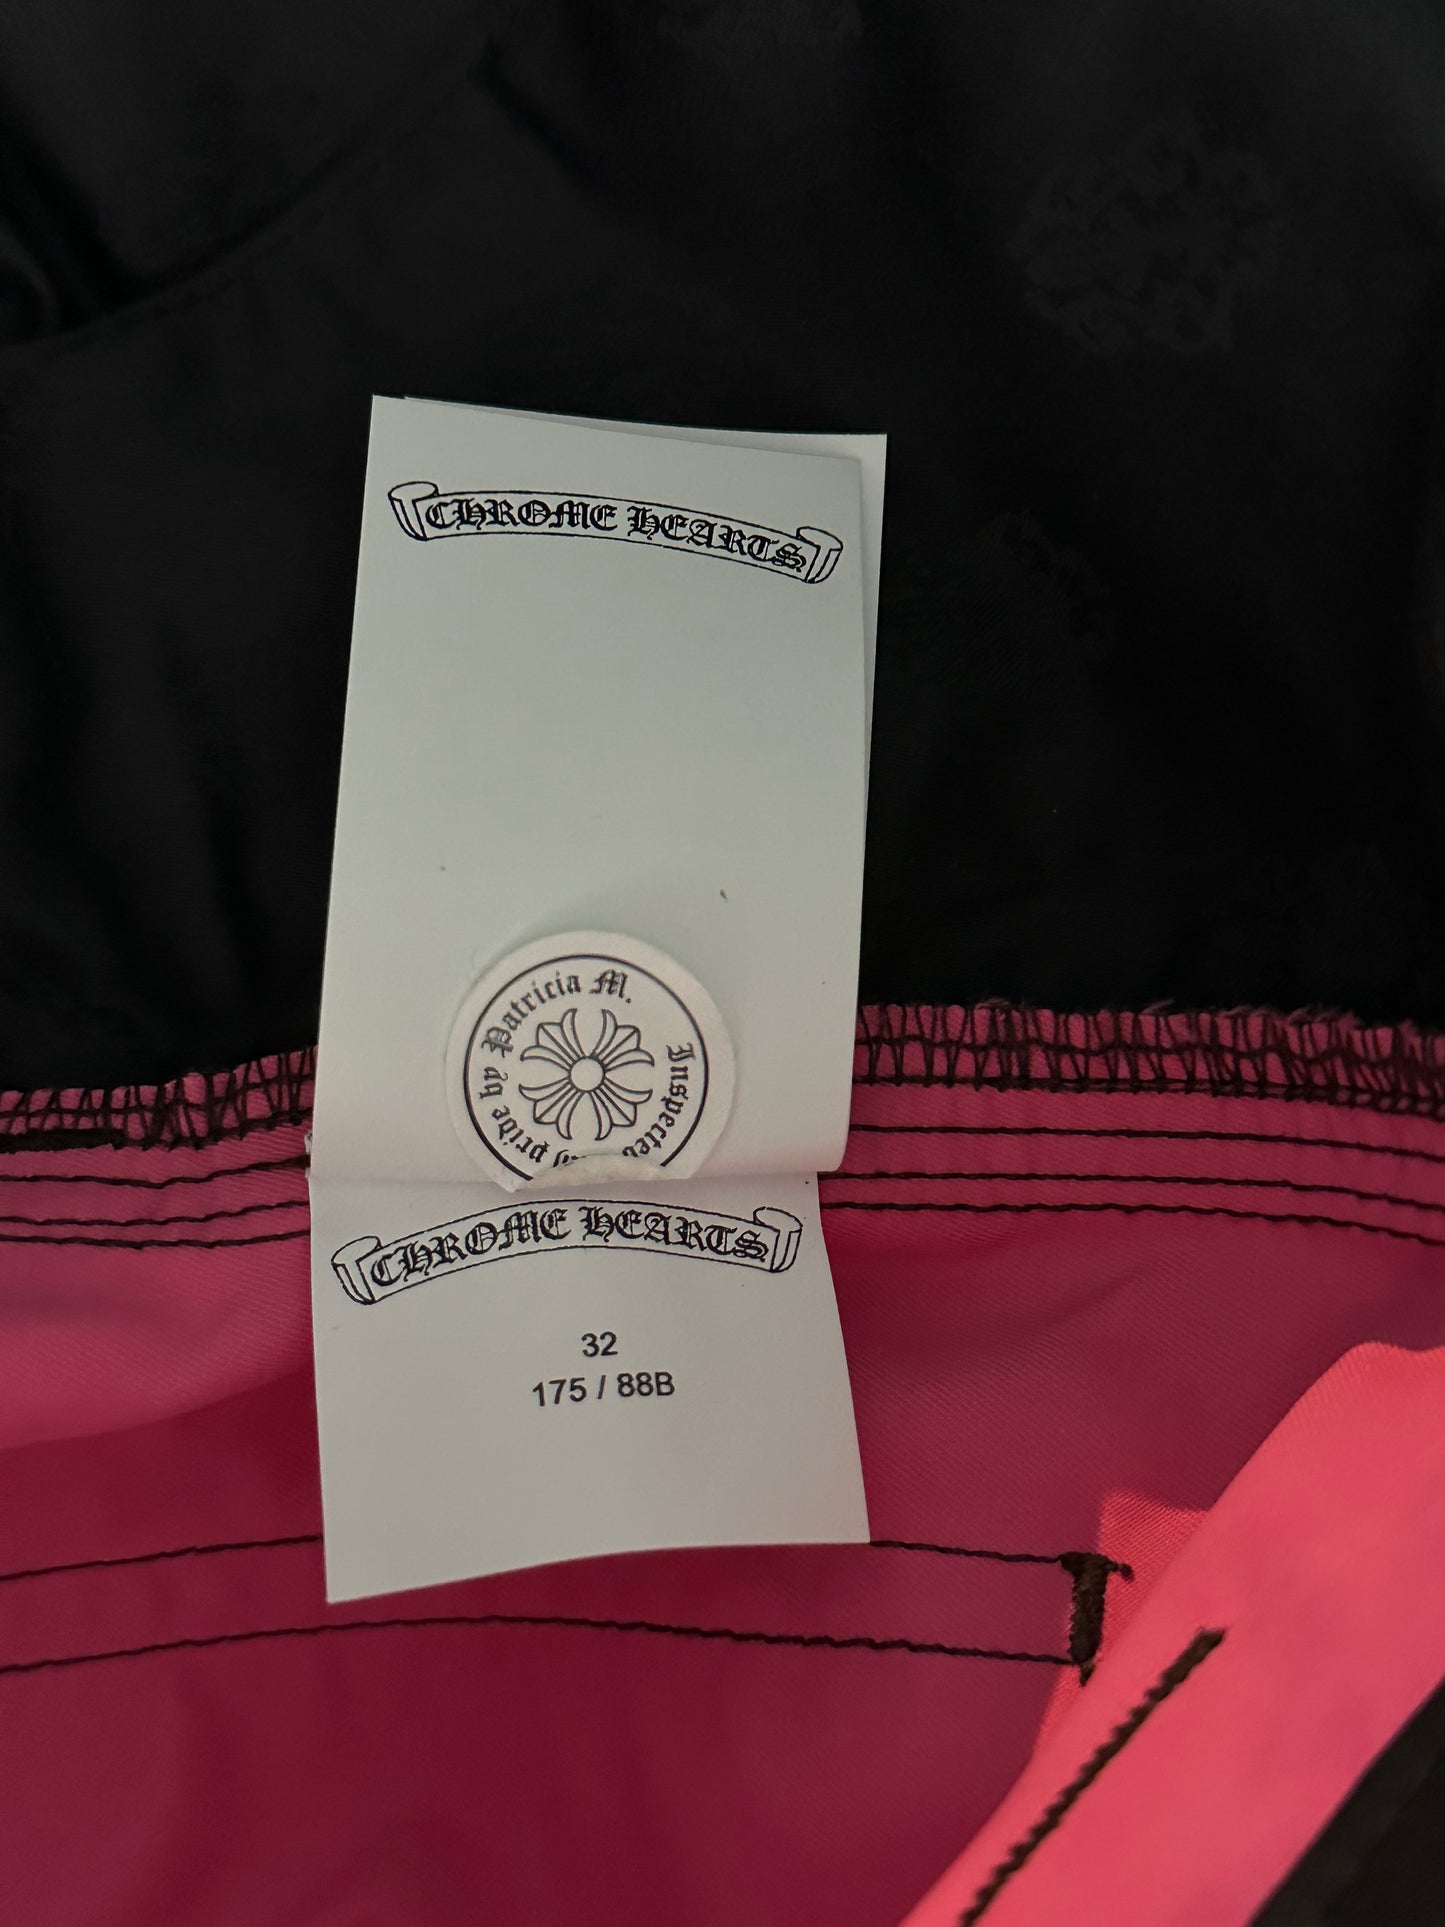 CHROME HEARTS
Inspected with pride by Patricia M.
CHROME HEARTS
32
175 / 88B